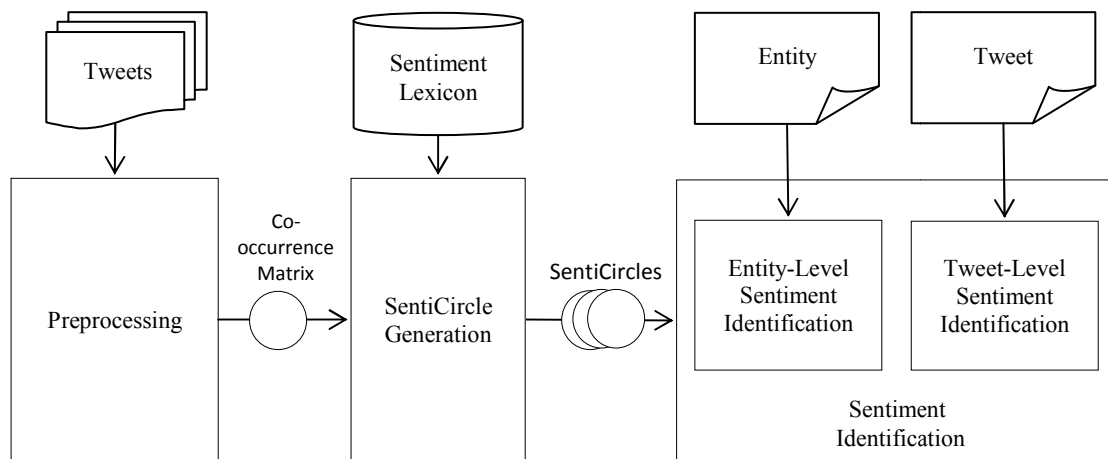 Tweets
Sentiment
Lexicon
Entity
Tweet
Preprocessing
Co-
occurrence
Matrix
SentiCircle
Generation
SentiCircles
Entity-Level
Sentiment
Identification
Tweet-Level
Sentiment
Identification
Sentiment
Identification